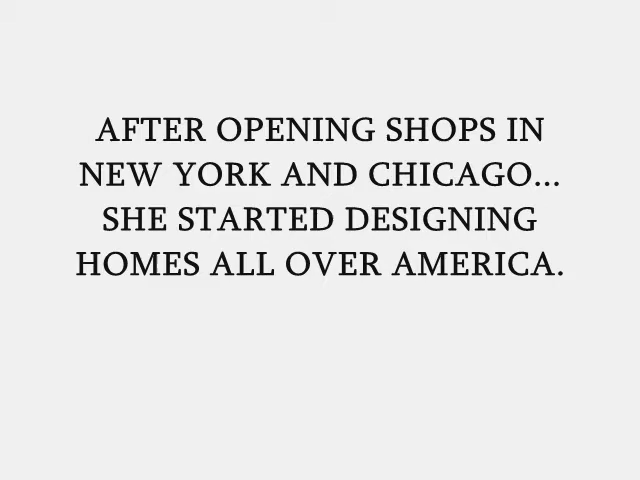 AFTER OPENING SHOPS IN
NEW YORK AND CHICAGO...
SHE STARTED DESIGNING
HOMES ALL OVER AMERICA.